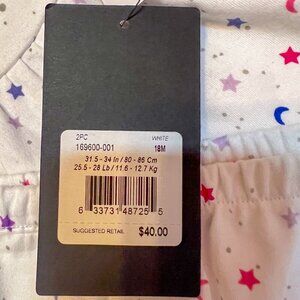 2PC WHITE
169600-001 18M
31.5 - 34 In / 80 - 86 Cm
25.5 - 28 Lb / 11.6 - 12.7 Kg
6 33731 48725 5
SUGGESTED RETAIL $40.00